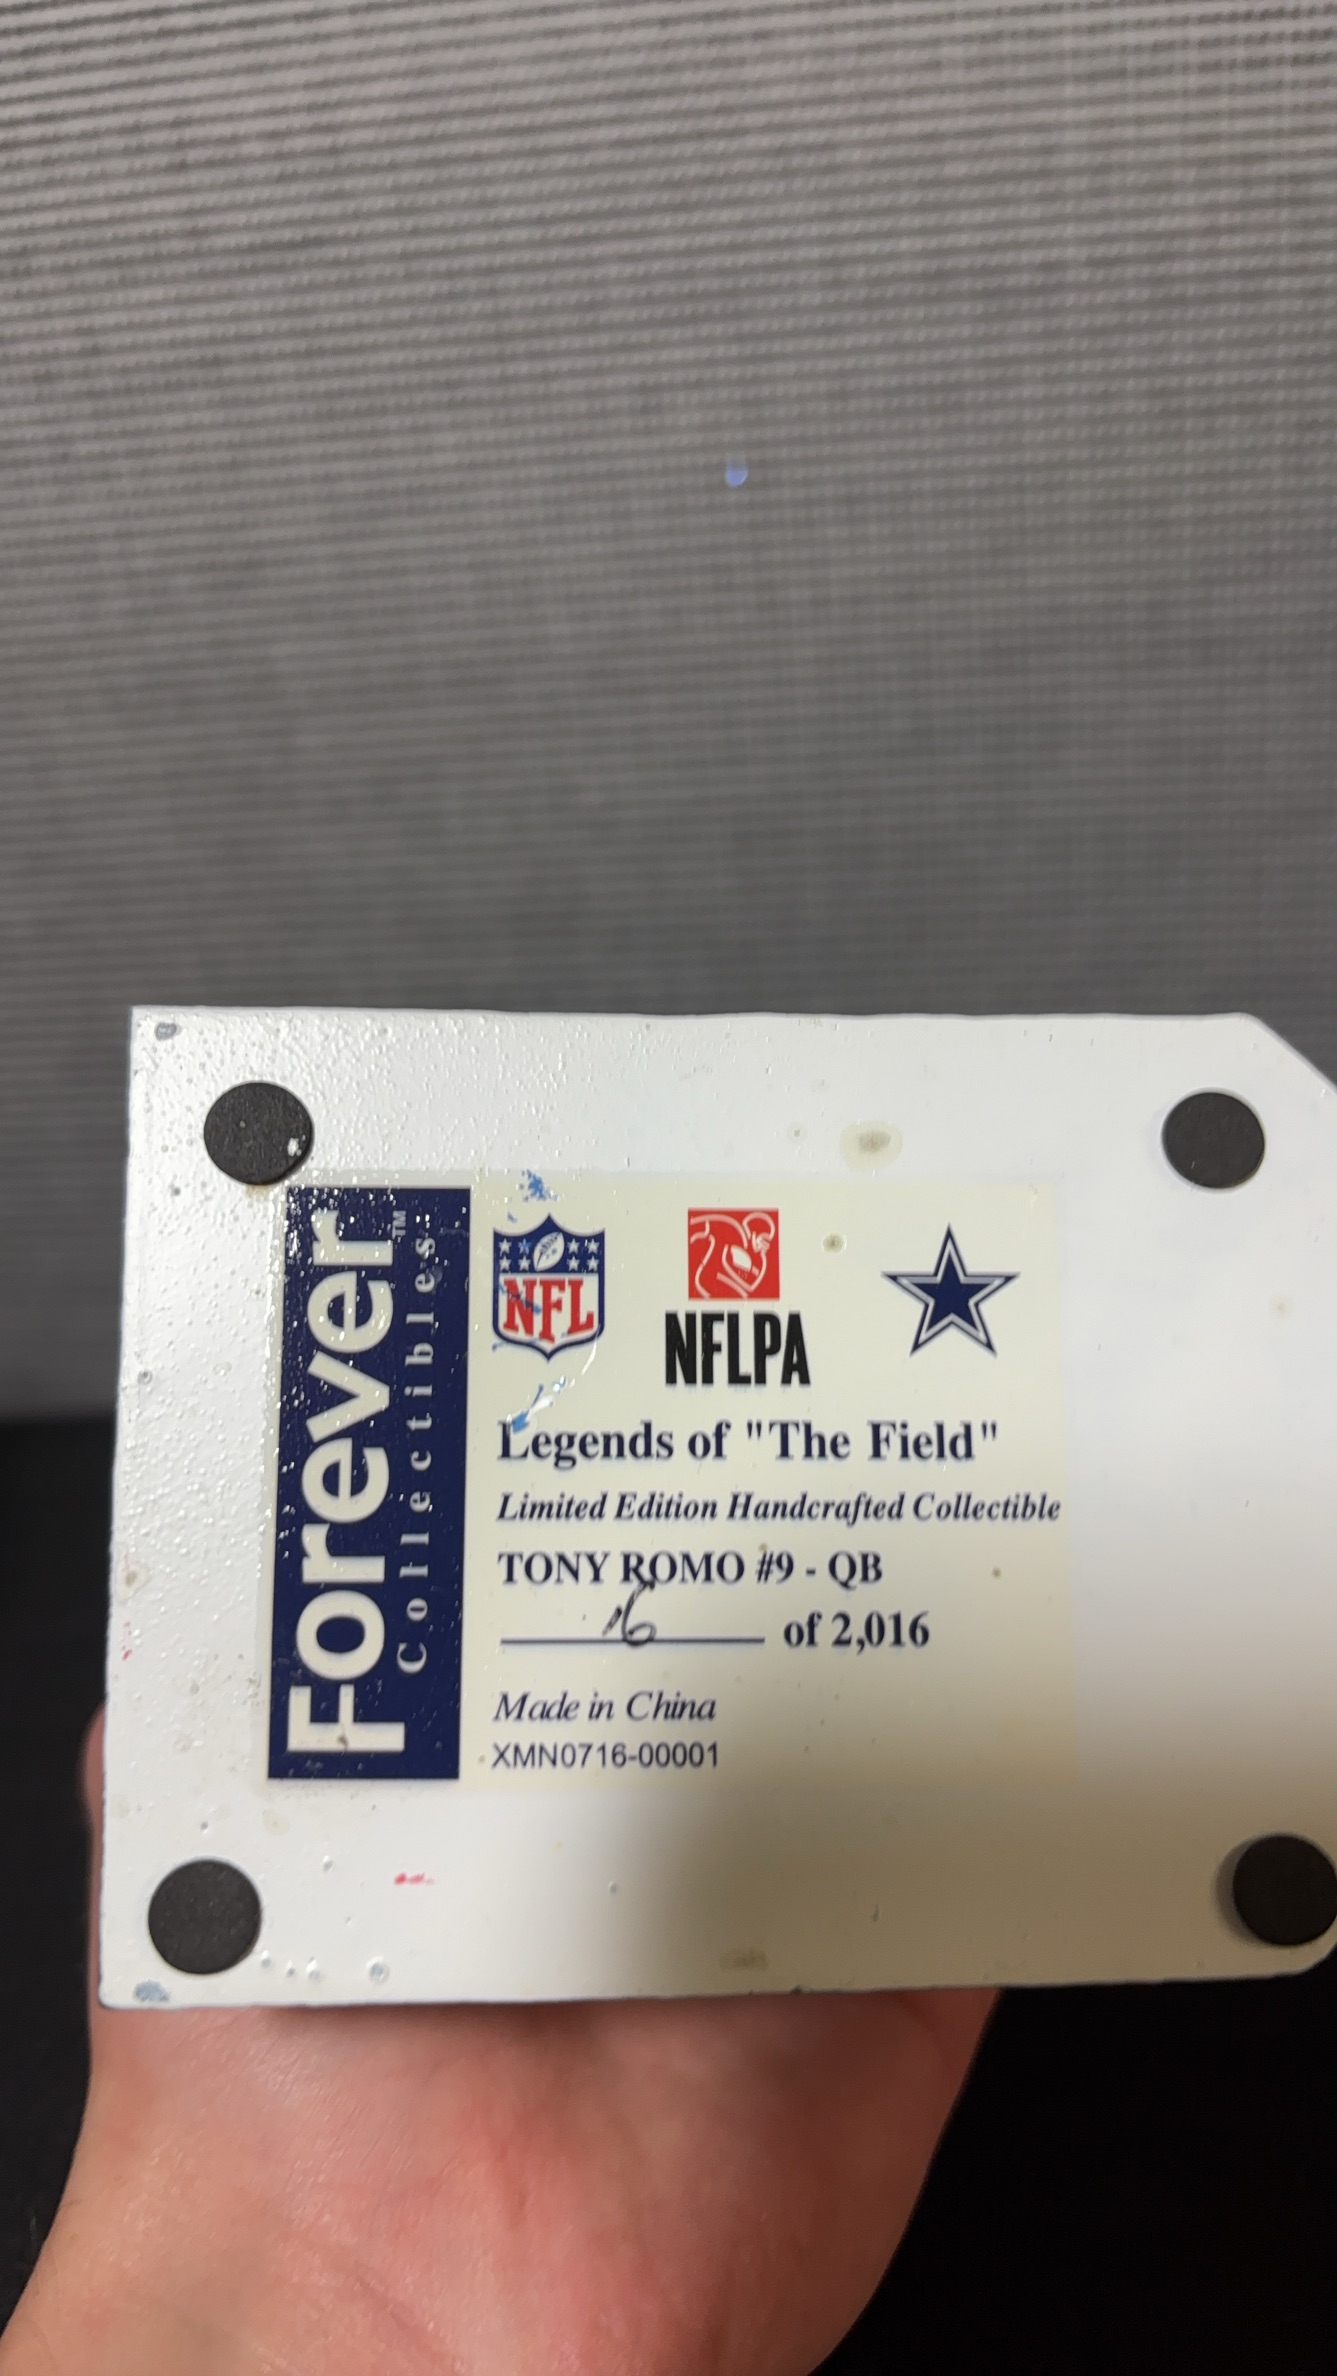 Forever™
Collectibles
NFL
NFLPA
Legends of "The Field"
Limited Edition Handcrafted Collectible
TONY ROMO #9 - QB
16 of 2,016
Made in China
XMN0716-00001